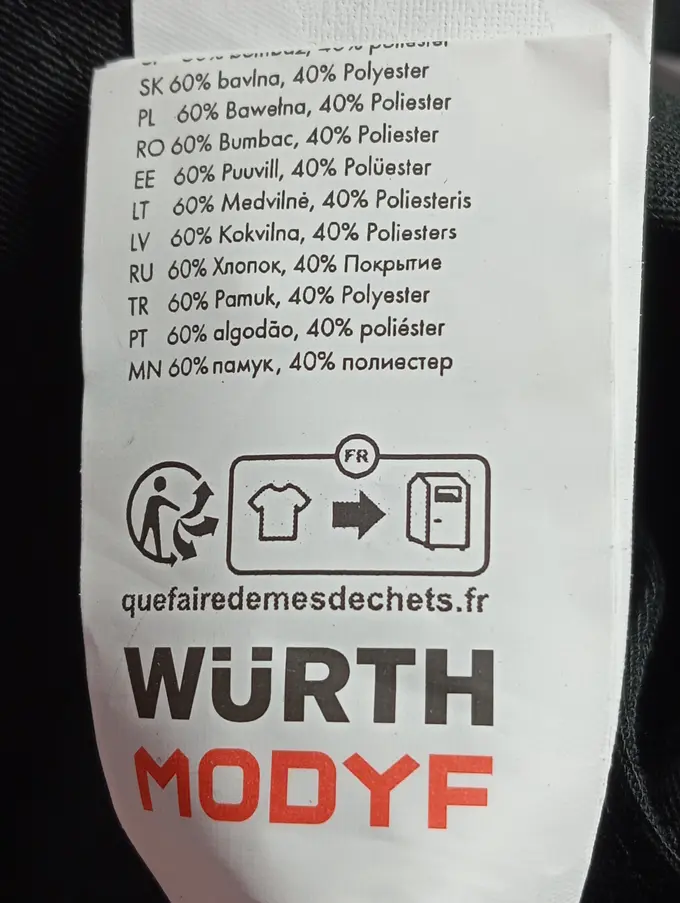 SK 60% bavlna, 40% Polyester
PL 60% Bawełna, 40% Poliester
RO 60% Bumbac, 40% Poliester
EE 60% Puuvill, 40% Polüester
LT 60% Medvilnė, 40% Poliesteris
LV 60% Kokvilna, 40% Poliesters
RU 60% Хлопок, 40% Покрытие
TR 60% Pamuk, 40% Polyester
PT 60% algodão, 40% poliéster
MN 60% памук, 40% полиестер
FR
quefairedemesdechets.fr
WÜRTH
MODYF